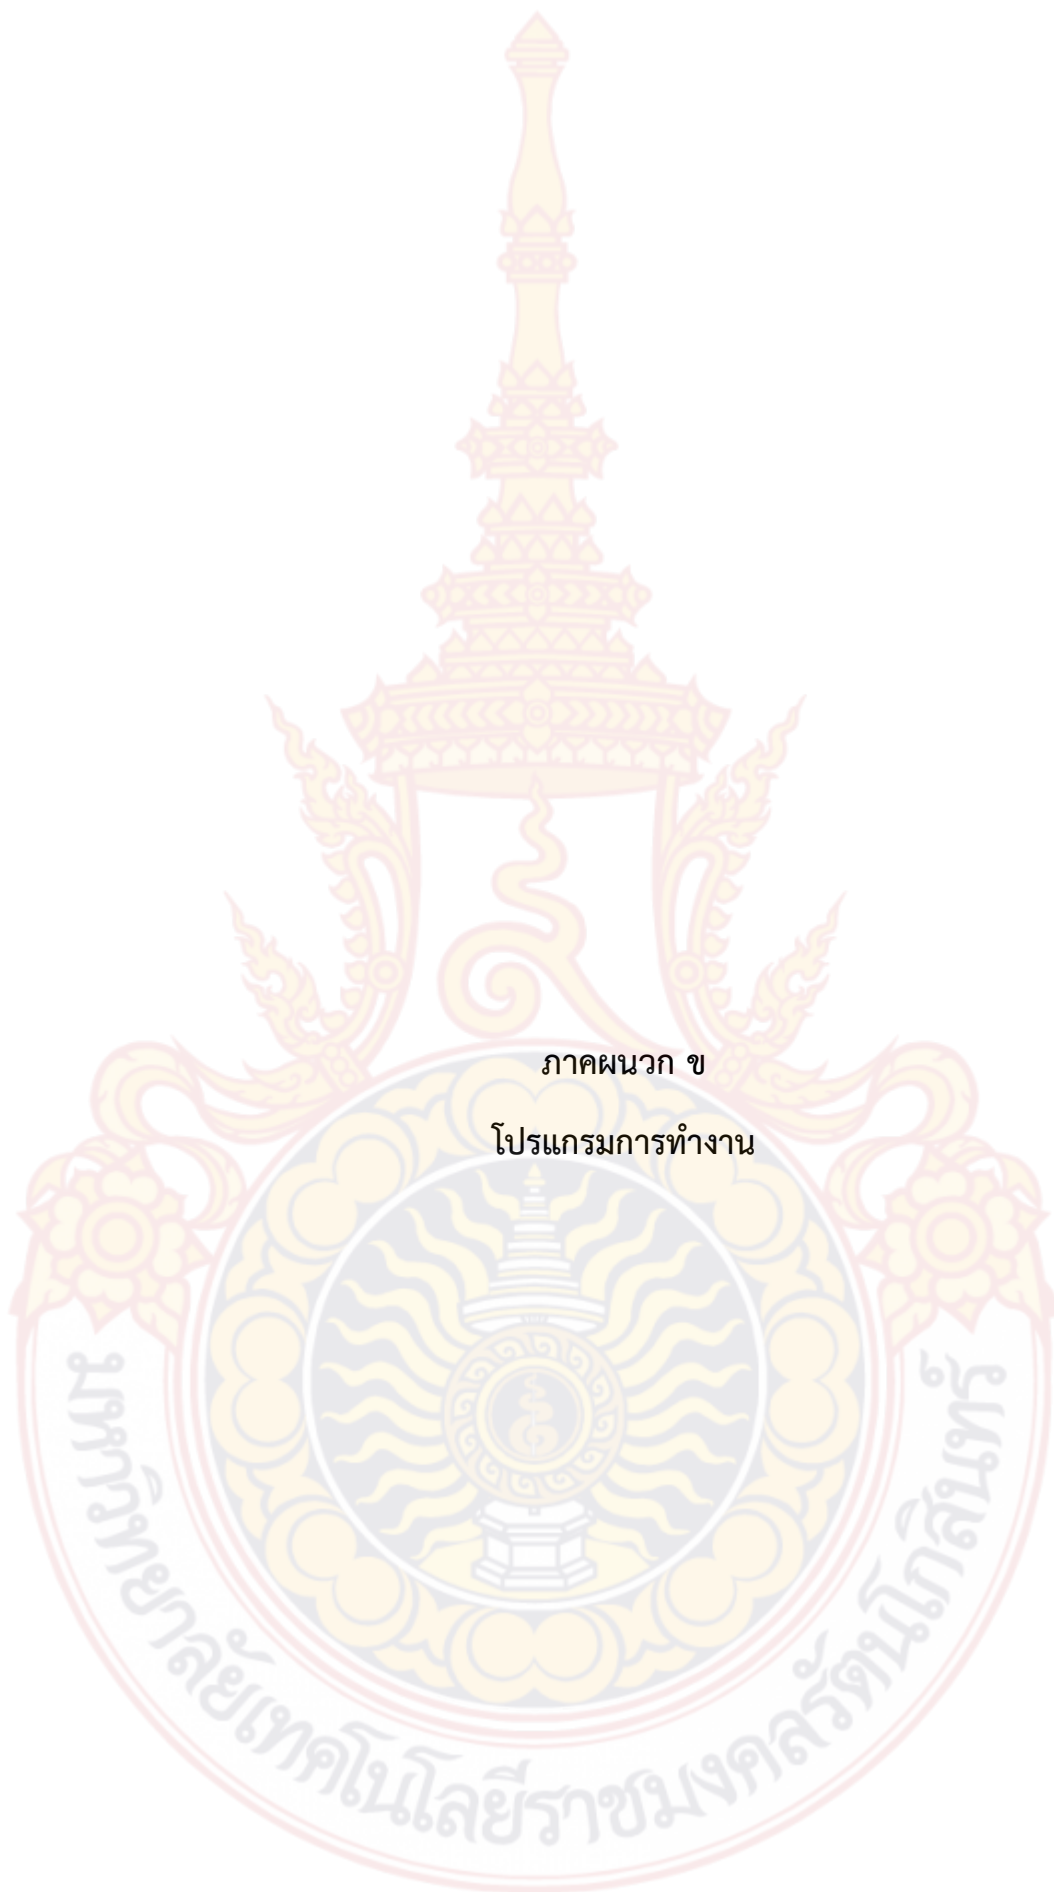 ภาคผนวก ข
โปรแกรมการทำงาน
มหาวิทยาลัยเทคโนโลยีราชมงคลรัตนโกสินทร์